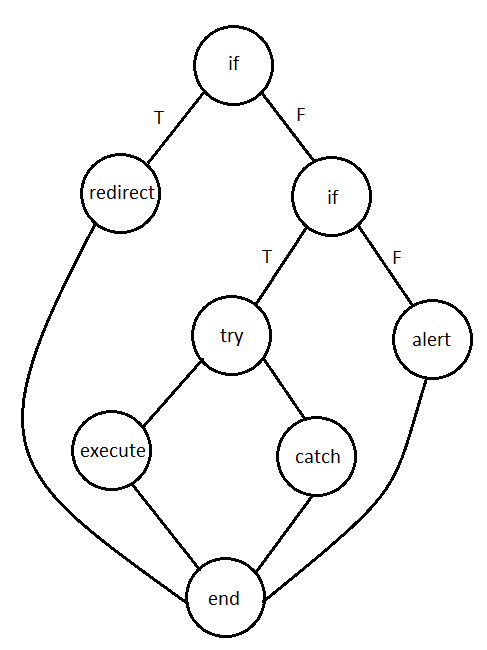 if
T
F
redirect
if
T
F
try
alert
execute
catch
end